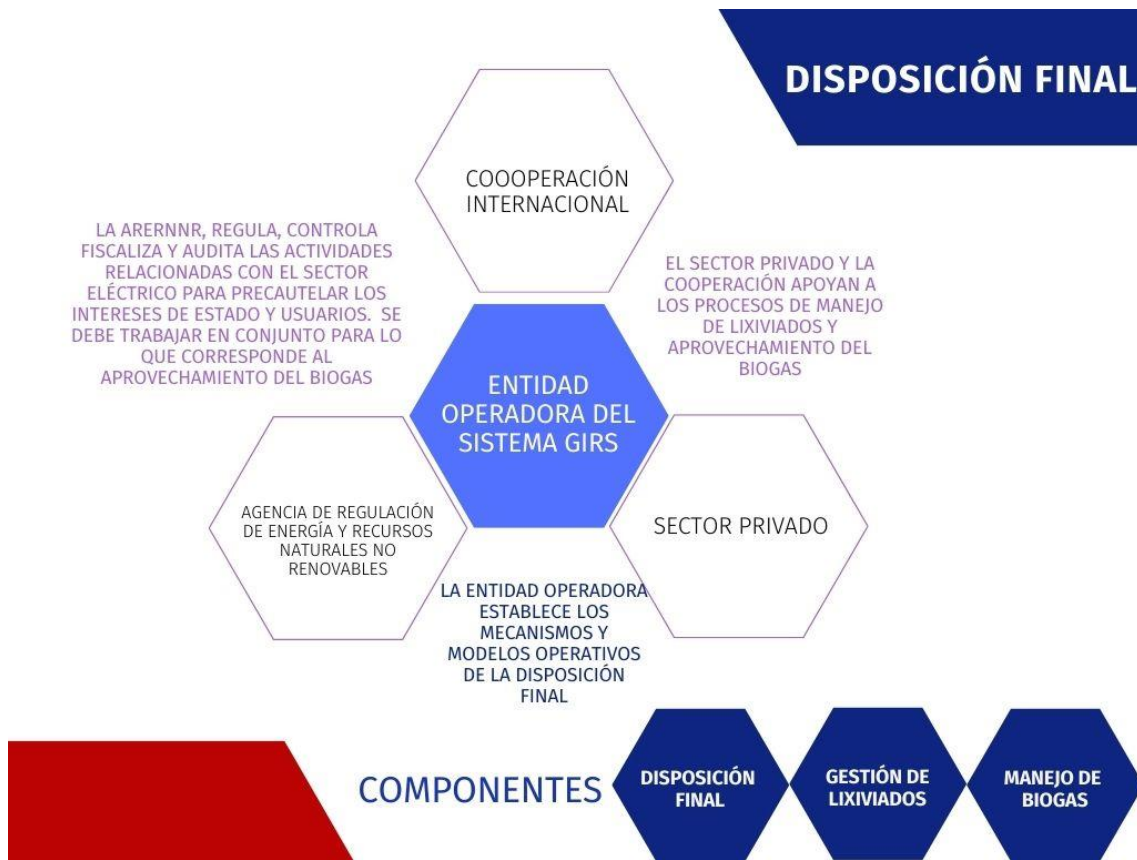 DISPOSICIÓN FINAL
COOOPERACIÓN
INTERNACIONAL
LA ARERNNR, REGULA, CONTROLA
FISCALIZA Y AUDITA LAS ACTIVIDADES
RELACIONADAS CON EL SECTOR
ELÉCTRICO PARA PRECAUTELAR LOS
INTERESES DE ESTADO Y USUARIOS. SE
DEBE TRABAJAR EN CONJUNTO PARA LO
QUE CORRESPONDE AL
APROVECHAMIENTO DEL BIOGAS
EL SECTOR PRIVADO Y LA
COOPERACIÓN APOYAN A
LOS PROCESOS DE MANEJO
DE LIXIVIADOS Y
APROVECHAMIENTO DEL
BIOGAS
ENTIDAD
OPERADORA DEL
SISTEMA GIRS
AGENCIA DE REGULACIÓN
DE ENERGÍA Y RECURSOS
NATURALES NO
RENOVABLES
SECTOR PRIVADO
LA ENTIDAD OPERADORA
ESTABLECE LOS
MECANISMOS Y
MODELOS OPERATIVOS
DE LA DISPOSICIÓN
FINAL
COMPONENTES
DISPOSICIÓN
FINAL
GESTIÓN DE
LIXIVIADOS
MANEJO DE
BIOGAS